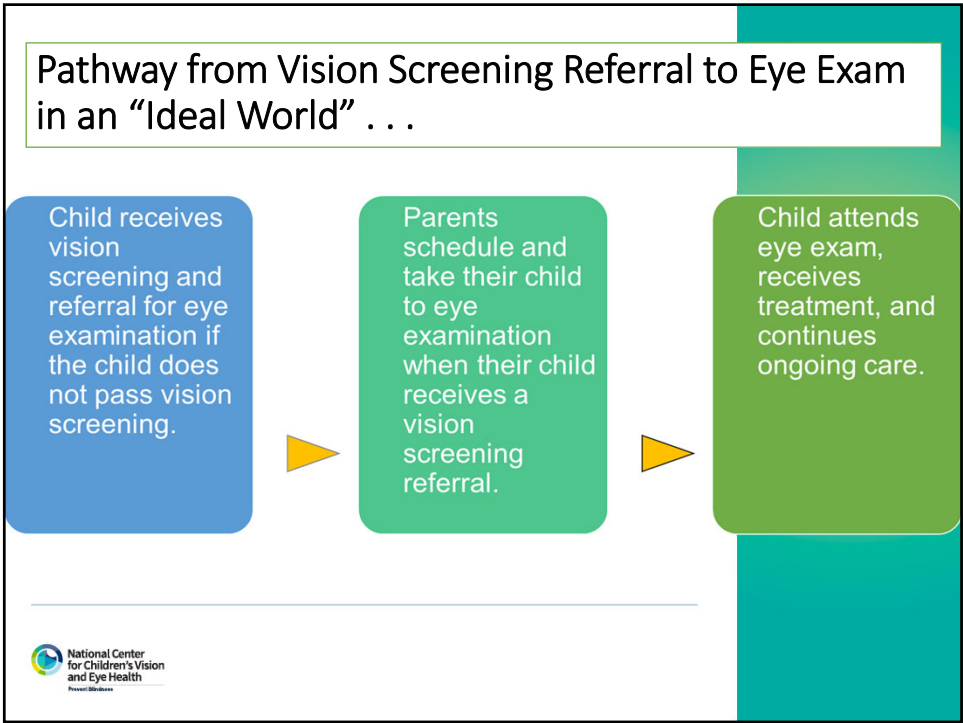 Pathway from Vision Screening Referral to Eye Exam
in an “Ideal World” . . .
Child receives
vision
screening and
referral for eye
examination if
the child does
not pass vision
screening.
Parents
schedule and
take their child
to eye
examination
when their child
receives a
vision
screening
referral.
Child attends
eye exam,
receives
treatment, and
continues
ongoing care.
National Center
for Children's Vision
and Eye Health
Prevent Blindness